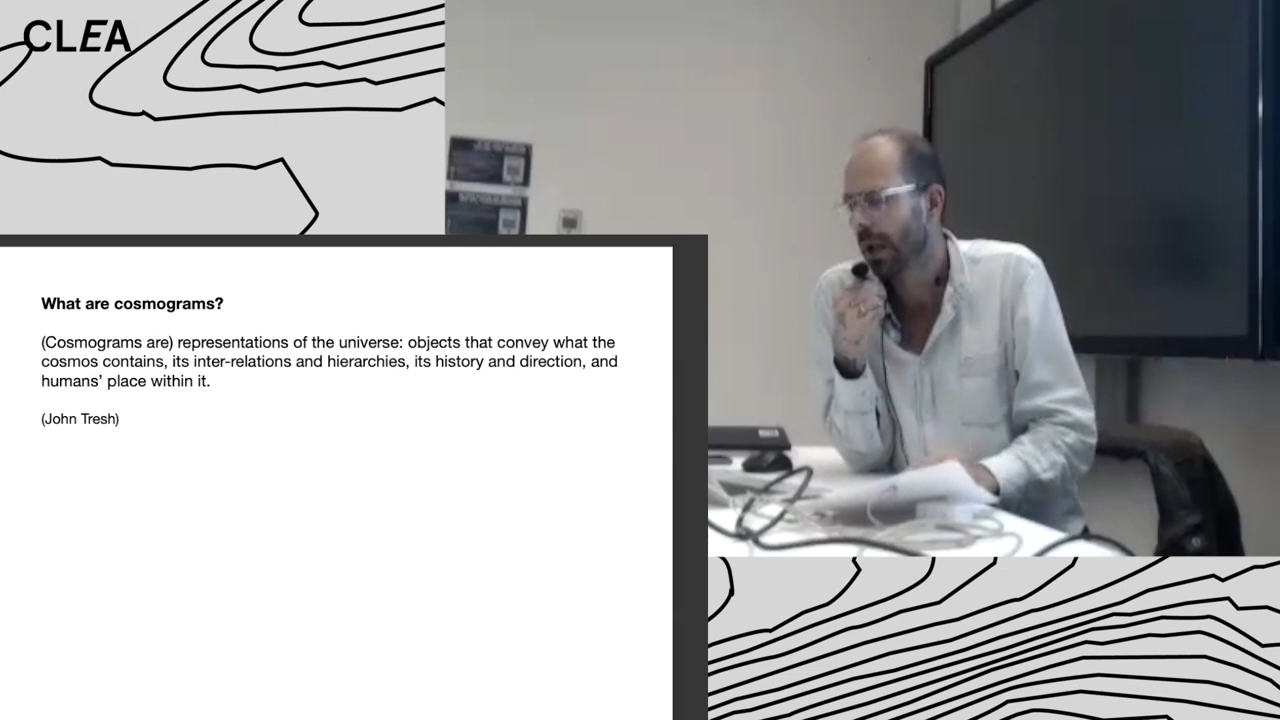 CLEA
What are cosmograms?
(Cosmograms are) representations of the universe: objects that convey what the
cosmos contains, its inter-relations and hierarchies, its history and direction, and
humans’ place within it.
(John Tresh)